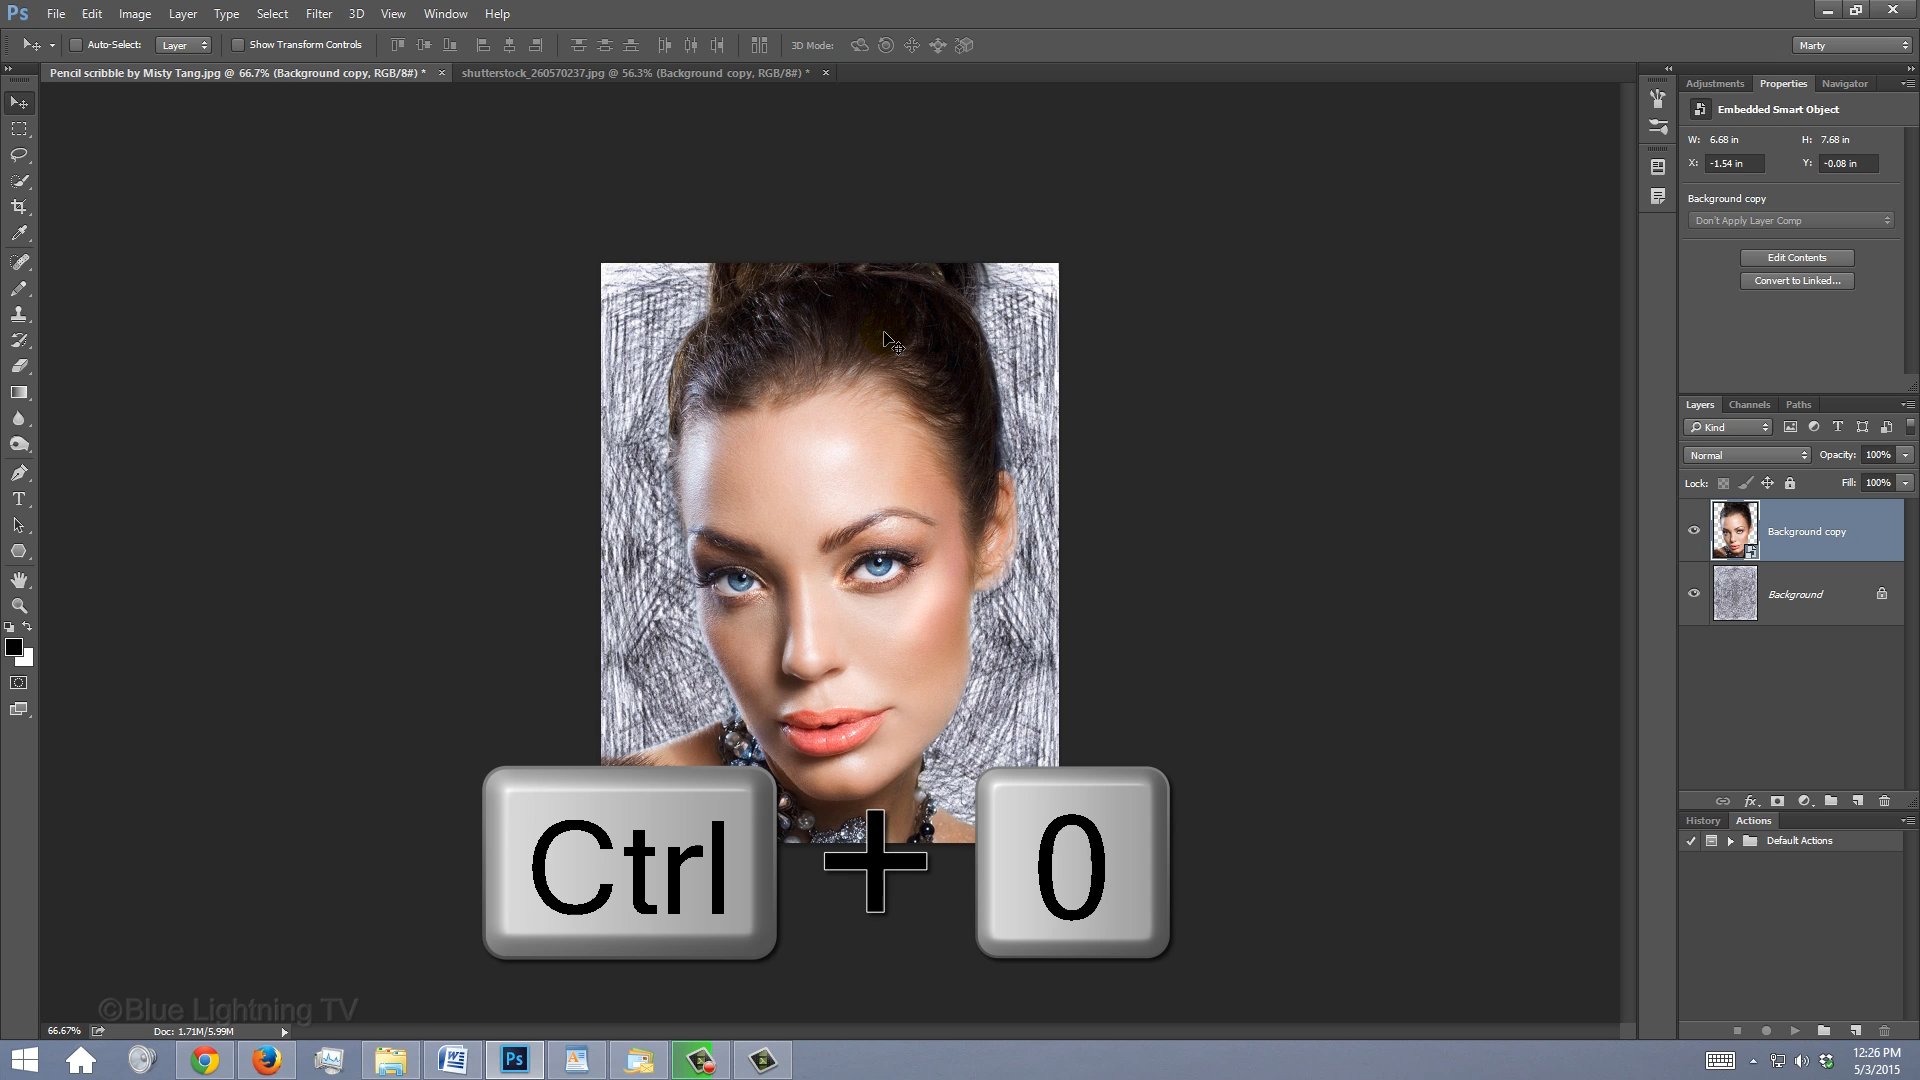 Ps File Edit Image Layer Type Select Filter 3D View Window Help
Auto-Select: Layer Show Transform Controls 3D Mode: Marty
Pencil scribble by Misty Tang.jpg @ 66.7% (Background copy, RGB/8#) * × shutterstock_260570237.jpg @ 56.3% (Background copy, RGB/8#) * ×
Adjustments Properties Navigator
Embedded Smart Object
W: 6.68 in H: 7.68 in
X: -1.54 in Y: -0.08 in
Background copy
Don't Apply Layer Comp
Edit Contents
Convert to Linked...
Layers Channels Paths
Kind T
Normal Opacity: 100%
Lock: Fill: 100%
Background copy
Background
fx
History Actions
Default Actions
T
Ctrl + 0
©Blue Lightning TV
66.67% Doc: 1.71M/5.99M
Ps
12:26 PM
5/3/2015